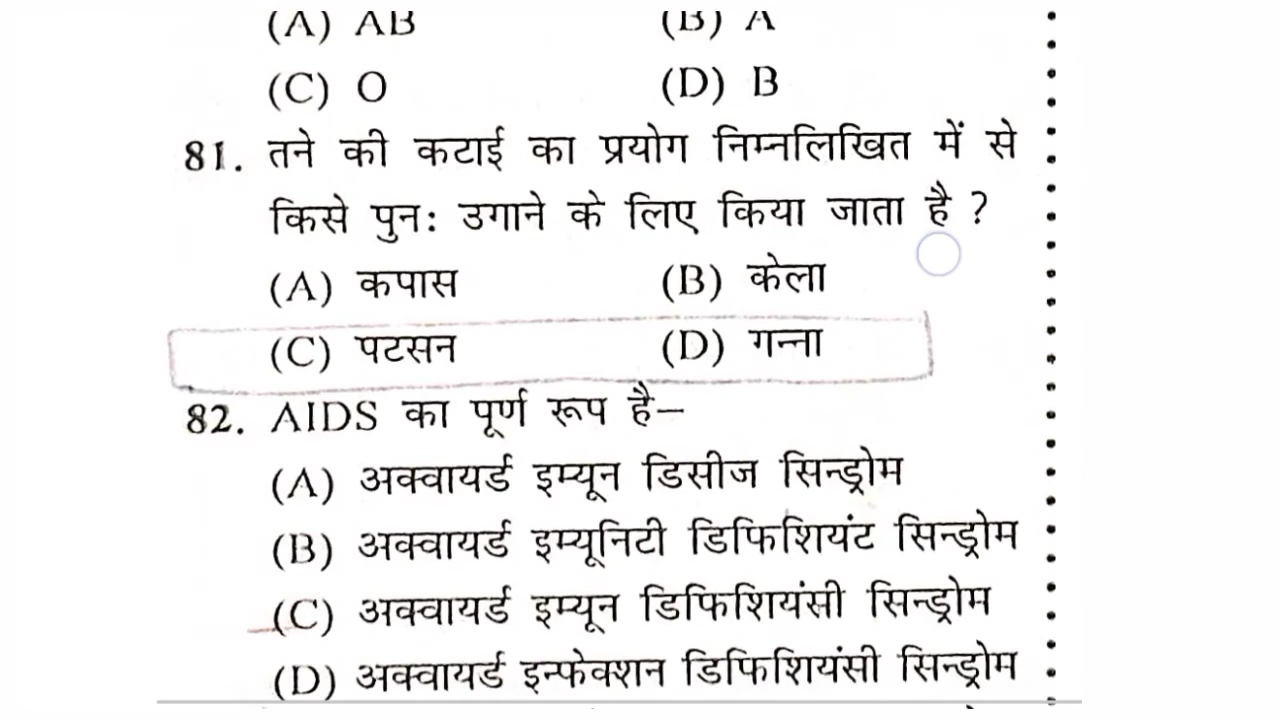 (A) AB (B) A
(C) O (D) B
81. तने की कटाई का प्रयोग निम्नलिखित में से
किसे पुनः उगाने के लिए किया जाता है ?
(A) कपास (B) केला
(C) पटसन (D) गन्ना
82. AIDS का पूर्ण रूप है–
(A) अक्वायर्ड इम्यून डिसीज सिन्ड्रोम
(B) अक्वायर्ड इम्यूनिटी डिफिशियंट सिन्ड्रोम
(C) अक्वायर्ड इम्यून डिफिशियंसी सिन्ड्रोम
(D) अक्वायर्ड इन्फेक्शन डिफिशियंसी सिन्ड्रोम